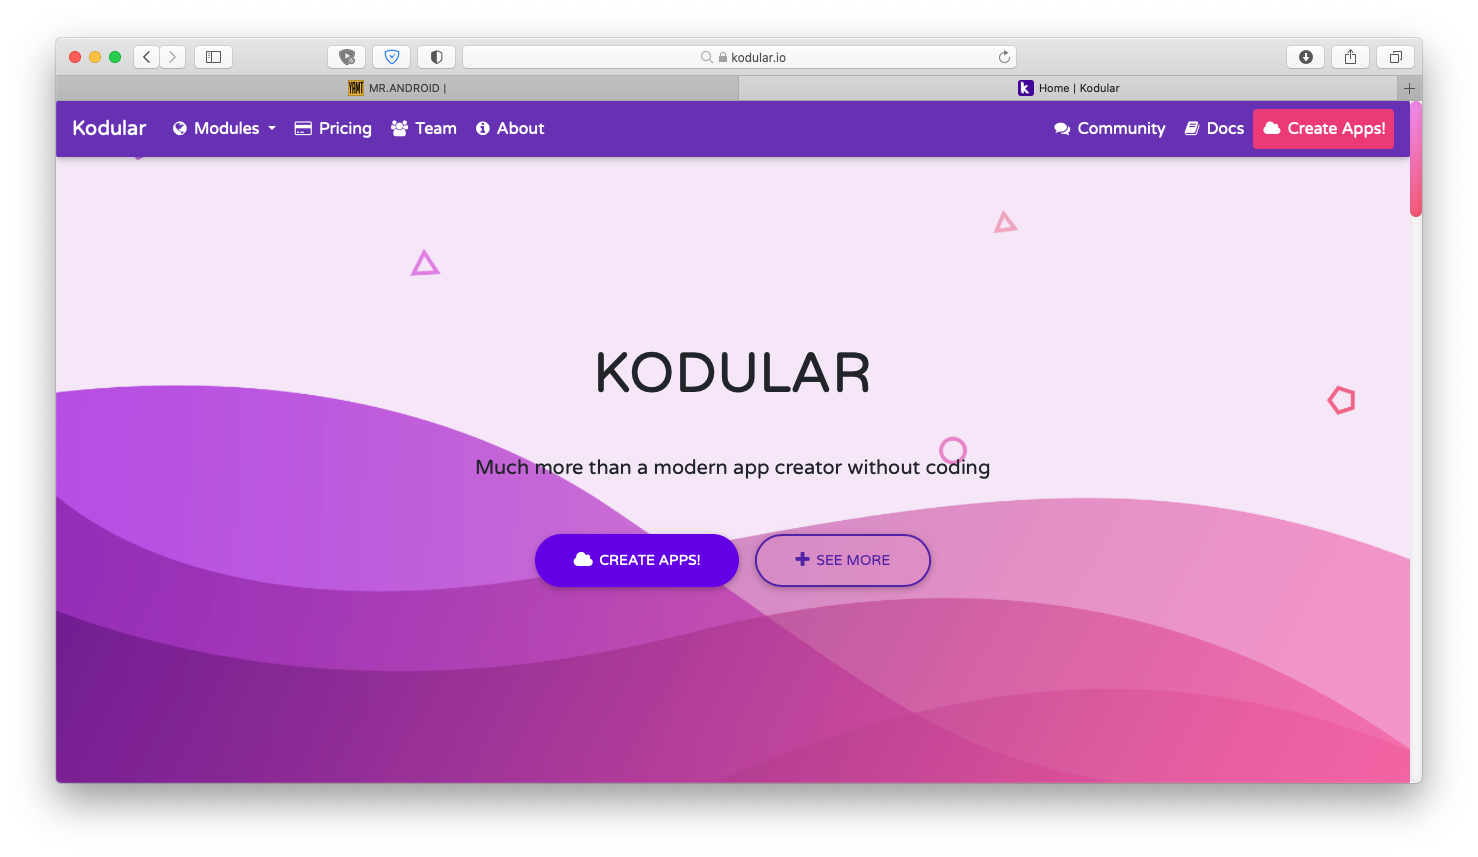 kodular.io
YAMT MR.ANDROID |
k Home | Kodular
Kodular Modules Pricing Team About Community Docs Create Apps!
KODULAR
Much more than a modern app creator without coding
CREATE APPS! SEE MORE